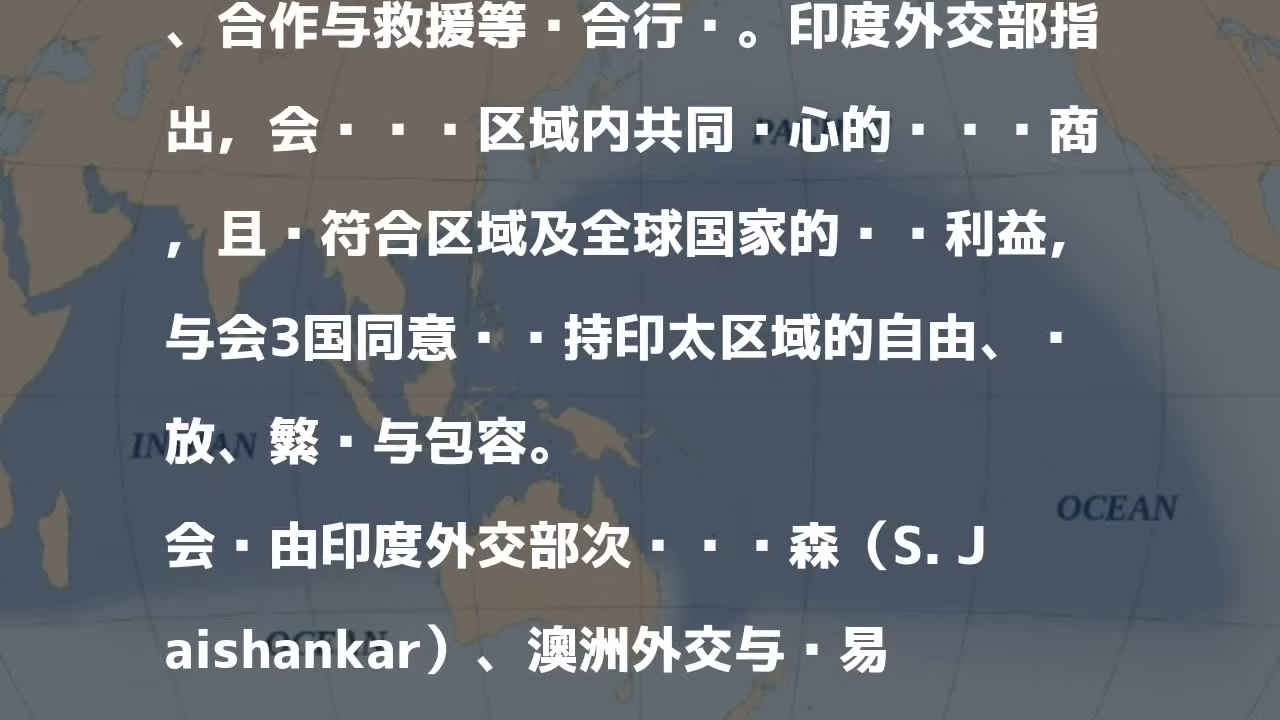 、合作与救援等·合行·。印度外交部指
出，会···区域内共同·心的···商
，且·符合区域及全球国家的··利益，
与会3国同意··持印太区域的自由、·
放、繁·与包容。
会·由印度外交部次···森（S. J
aishankar）、澳洲外交与·易
INDIAN
OCEAN
OCEAN